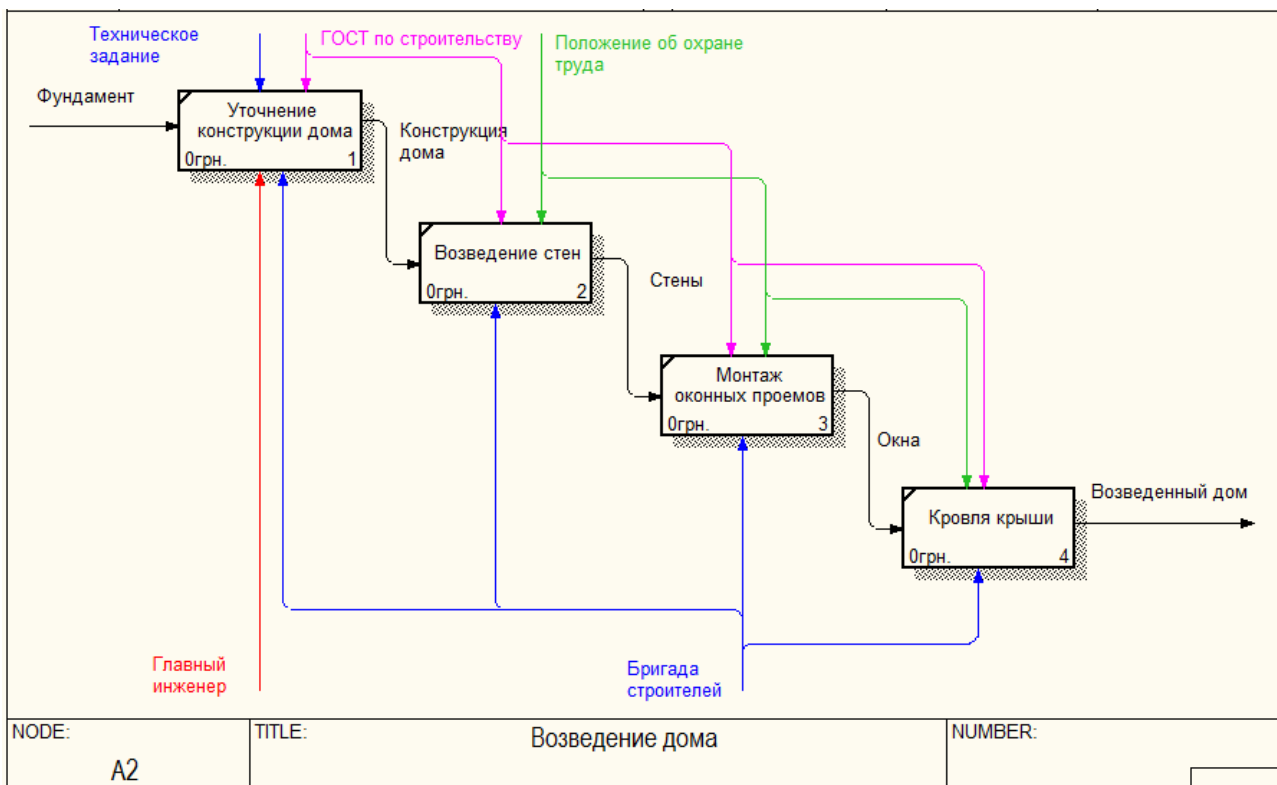 Техническое
задание
ГОСТ по строительству
Положение об охране
труда
Фундамент
Уточнение
конструкции дома
0грн.
1
Конструкция
дома
Возведение стен
0грн.
2
Стены
Монтаж
оконных проемов
0грн.
3
Окна
Кровля крыши
0грн.
4
Возведенный дом
Главный
инженер
Бригада
строителей
NODE:
A2
TITLE:
Возведение дома
NUMBER: